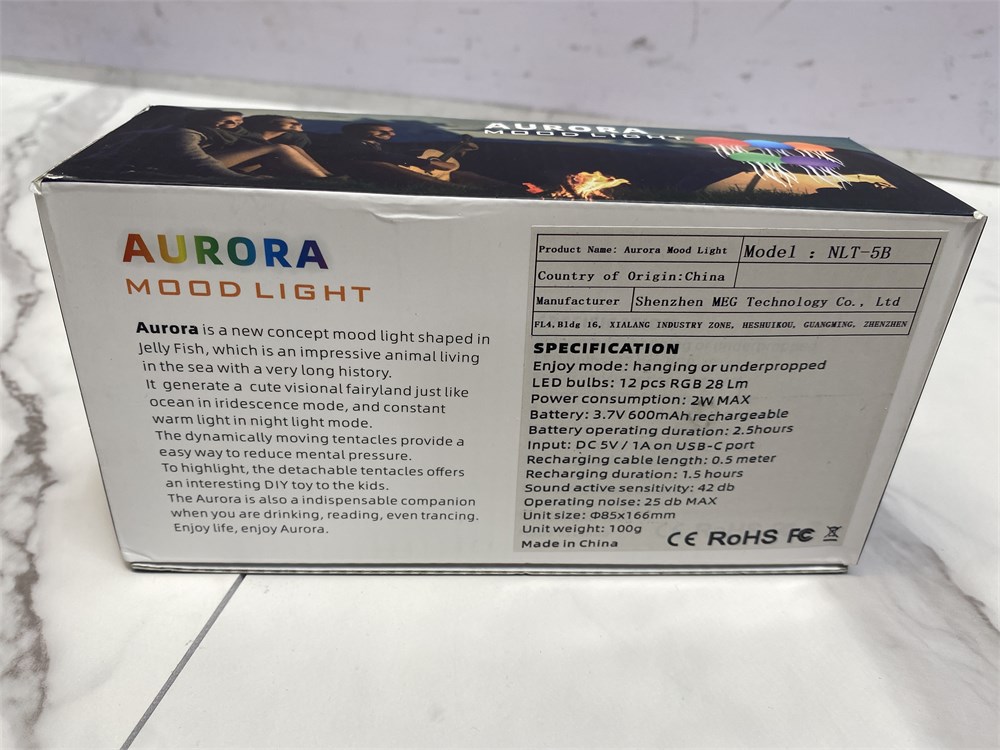 AURORA
MOOD LIGHT
AURORA
MOOD LIGHT
Aurora is a new concept mood light shaped in
Jelly Fish, which is an impressive animal living
in the sea with a very long history.
It generate a cute visional fairyland just like
ocean in iridescence mode, and constant
warm light in night light mode.
The dynamically moving tentacles provide a
easy way to reduce mental pressure.
To highlight, the detachable tentacles offers
an interesting DIY toy to the kids.
The Aurora is also a indispensable companion
when you are drinking, reading, even trancing.
Enjoy life, enjoy Aurora.
Product Name: Aurora Mood Light Model : NLT-5B
Country of Origin:China
Manufacturer Shenzhen MEG Technology Co., Ltd
FL4,Bldg 16, XIALANG INDUSTRY ZONE, HESHUIKOU, GUANGMING, ZHENZHEN
SPECIFICATION
Enjoy mode: hanging or underpropped
LED bulbs: 12 pcs RGB 28 Lm
Power consumption: 2W MAX
Battery: 3.7V 600mAh rechargeable
Battery operating duration: 2.5hours
Input: DC 5V / 1A on USB-C port
Recharging cable length: 0.5 meter
Recharging duration: 1.5 hours
Sound active sensitivity: 42 db
Operating noise: 25 db MAX
Unit size: Φ85x166mm
Unit weight: 100g
Made in China
CE RoHS FC